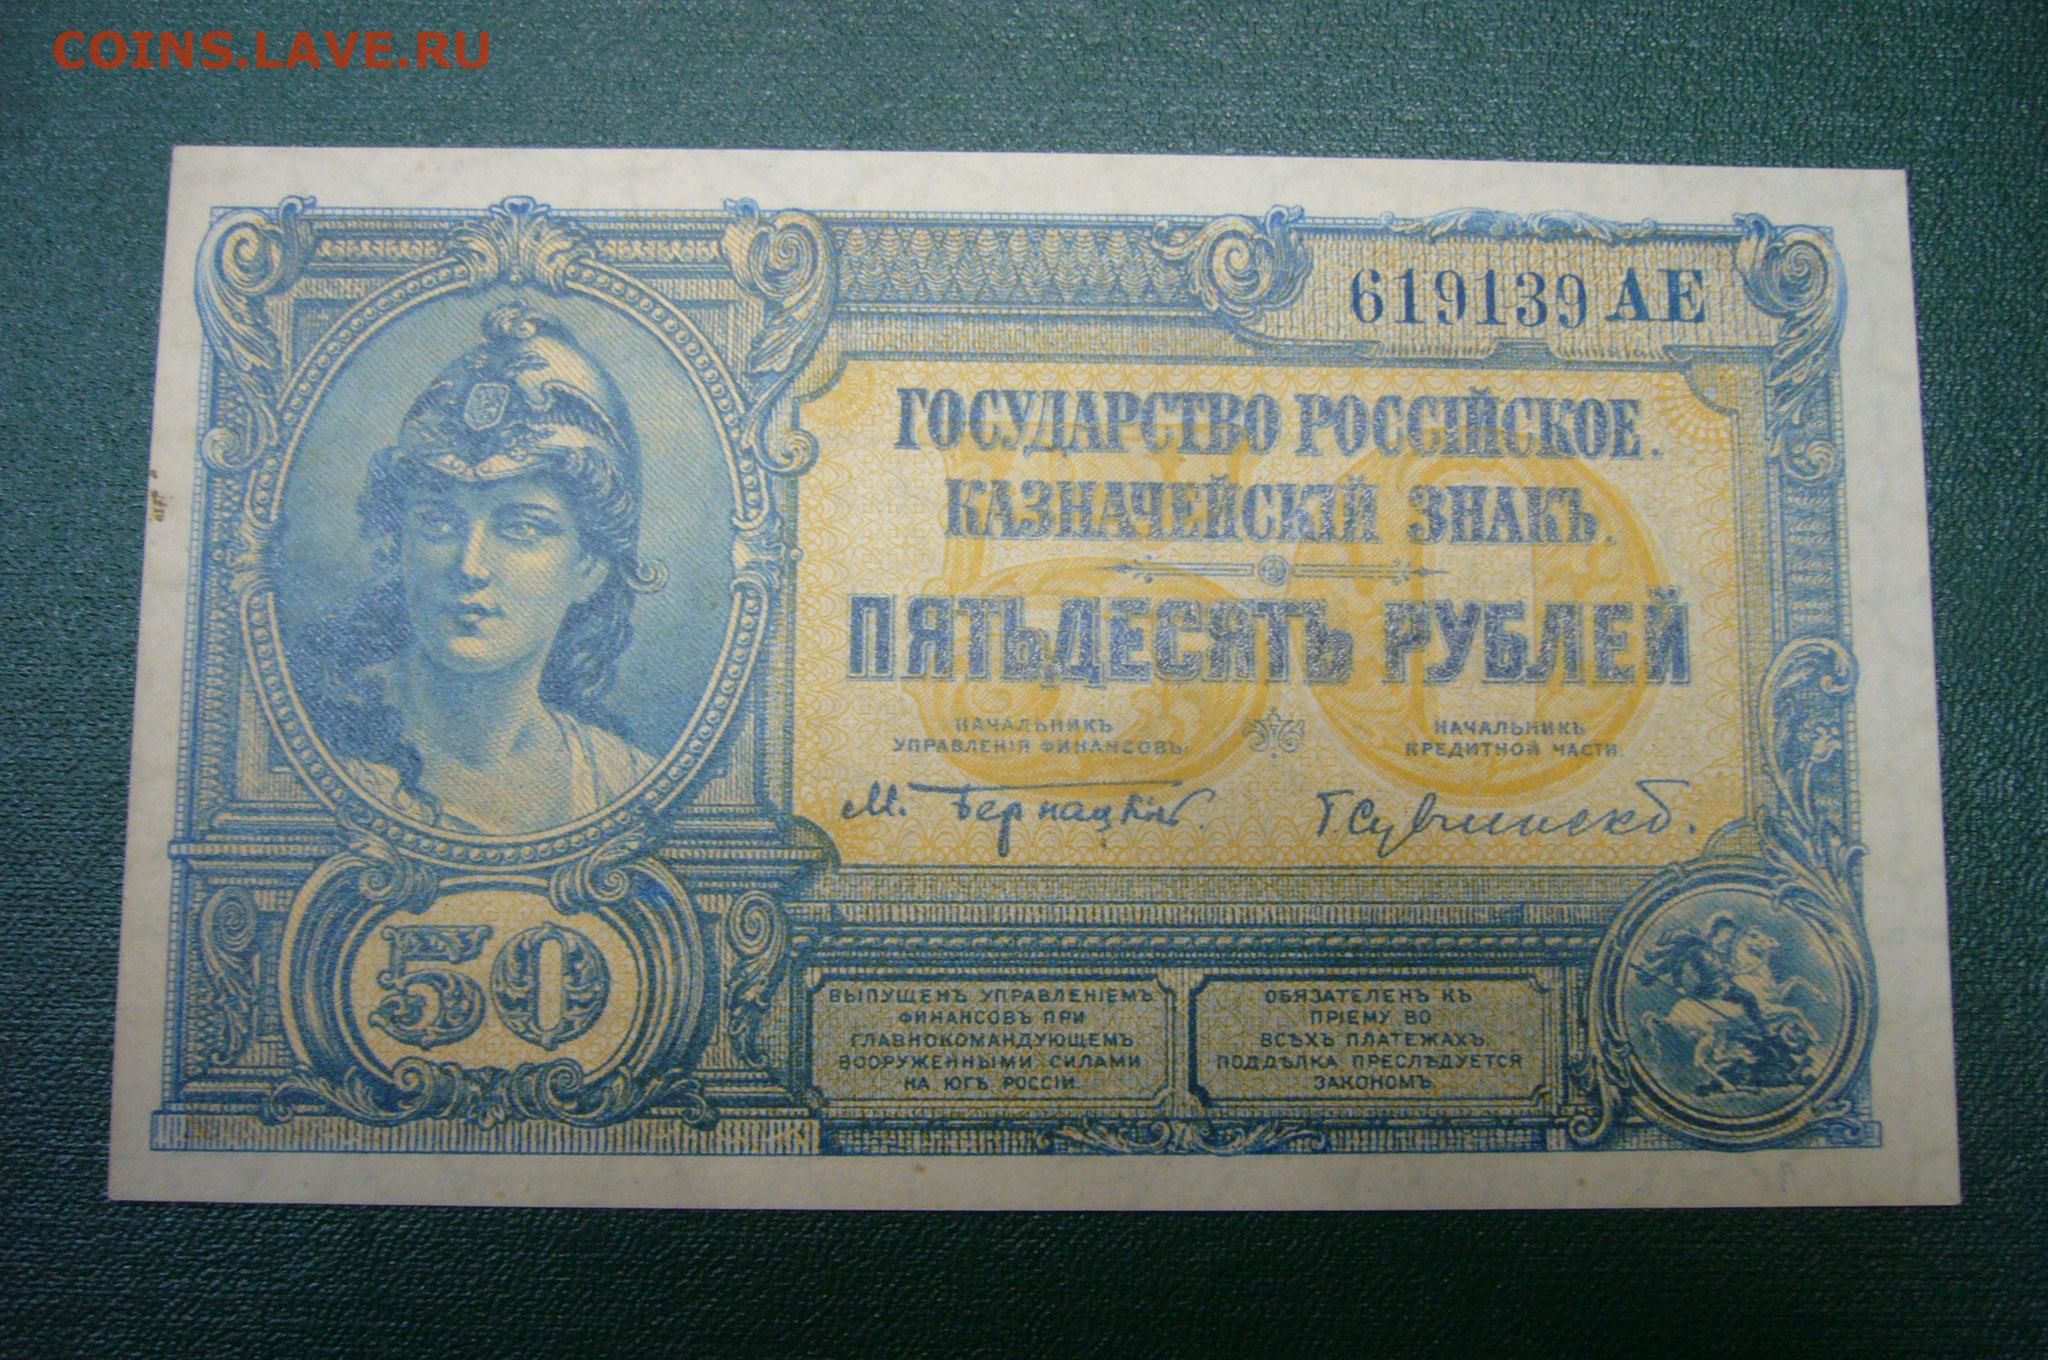 COINS.LAVE.RU
619139 АЕ
ГОСУДАРСТВО РОССІЙСКОЕ.
КАЗНАЧЕЙСКІЙ ЗНАКЪ.
ПЯТЬДЕСЯТЪ РУБЛЕЙ
НАЧАЛЬНИКЪ
УПРАВЛЕНІЯ ФИНАНСОВЪ:
НАЧАЛЬНИКЪ
КРЕДИТНОЙ ЧАСТИ:
М. Бернацкій.
50
ВЫПУЩЕНЪ УПРАВЛЕНІЕМЪ
ФИНАНСОВЪ ПРИ
ГЛАВНОКОМАНДУЮЩЕМЪ
ВООРУЖЕННЫМИ СИЛАМИ
НА ЮГѢ РОССІИ.
ОБЯЗАТЕЛЕНЪ КЪ
ПРІЕМУ ВО
ВСѢХЪ ПЛАТЕЖАХЪ.
ПОДДѢЛКА ПРЕСЛѢДУЕТСЯ
ЗАКОНОМЪ.